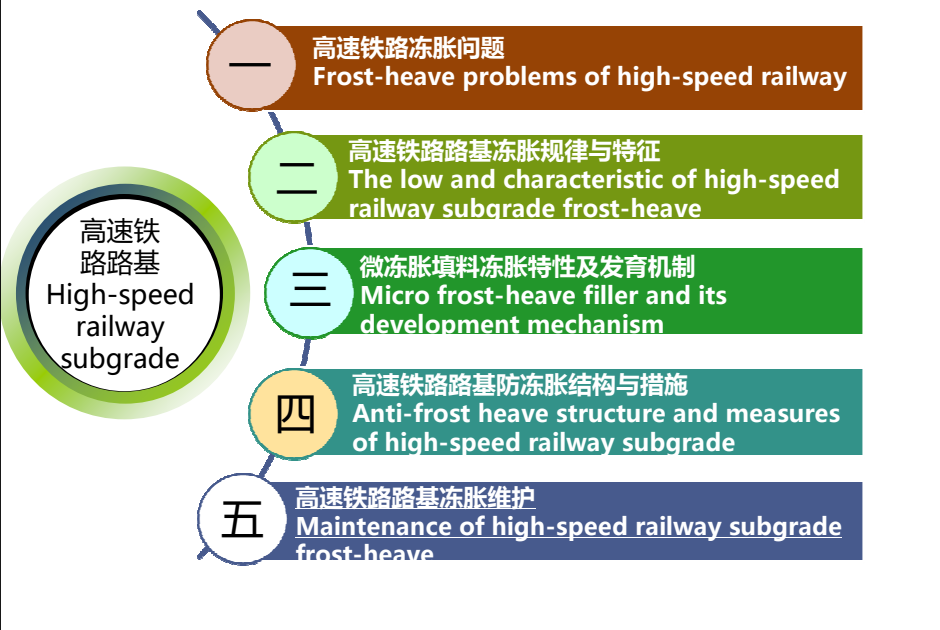 高速铁
路路基
High-speed
railway
subgrade
一
高速铁路冻胀问题
Frost-heave problems of high-speed railway
二
高速铁路路基冻胀规律与特征
The low and characteristic of high-speed
railway subgrade frost-heave
三
微冻胀填料冻胀特性及发育机制
Micro frost-heave filler and its
development mechanism
四
高速铁路路基防冻胀结构与措施
Anti-frost heave structure and measures
of high-speed railway subgrade
五
高速铁路路基冻胀维护
Maintenance of high-speed railway subgrade
frost-heave